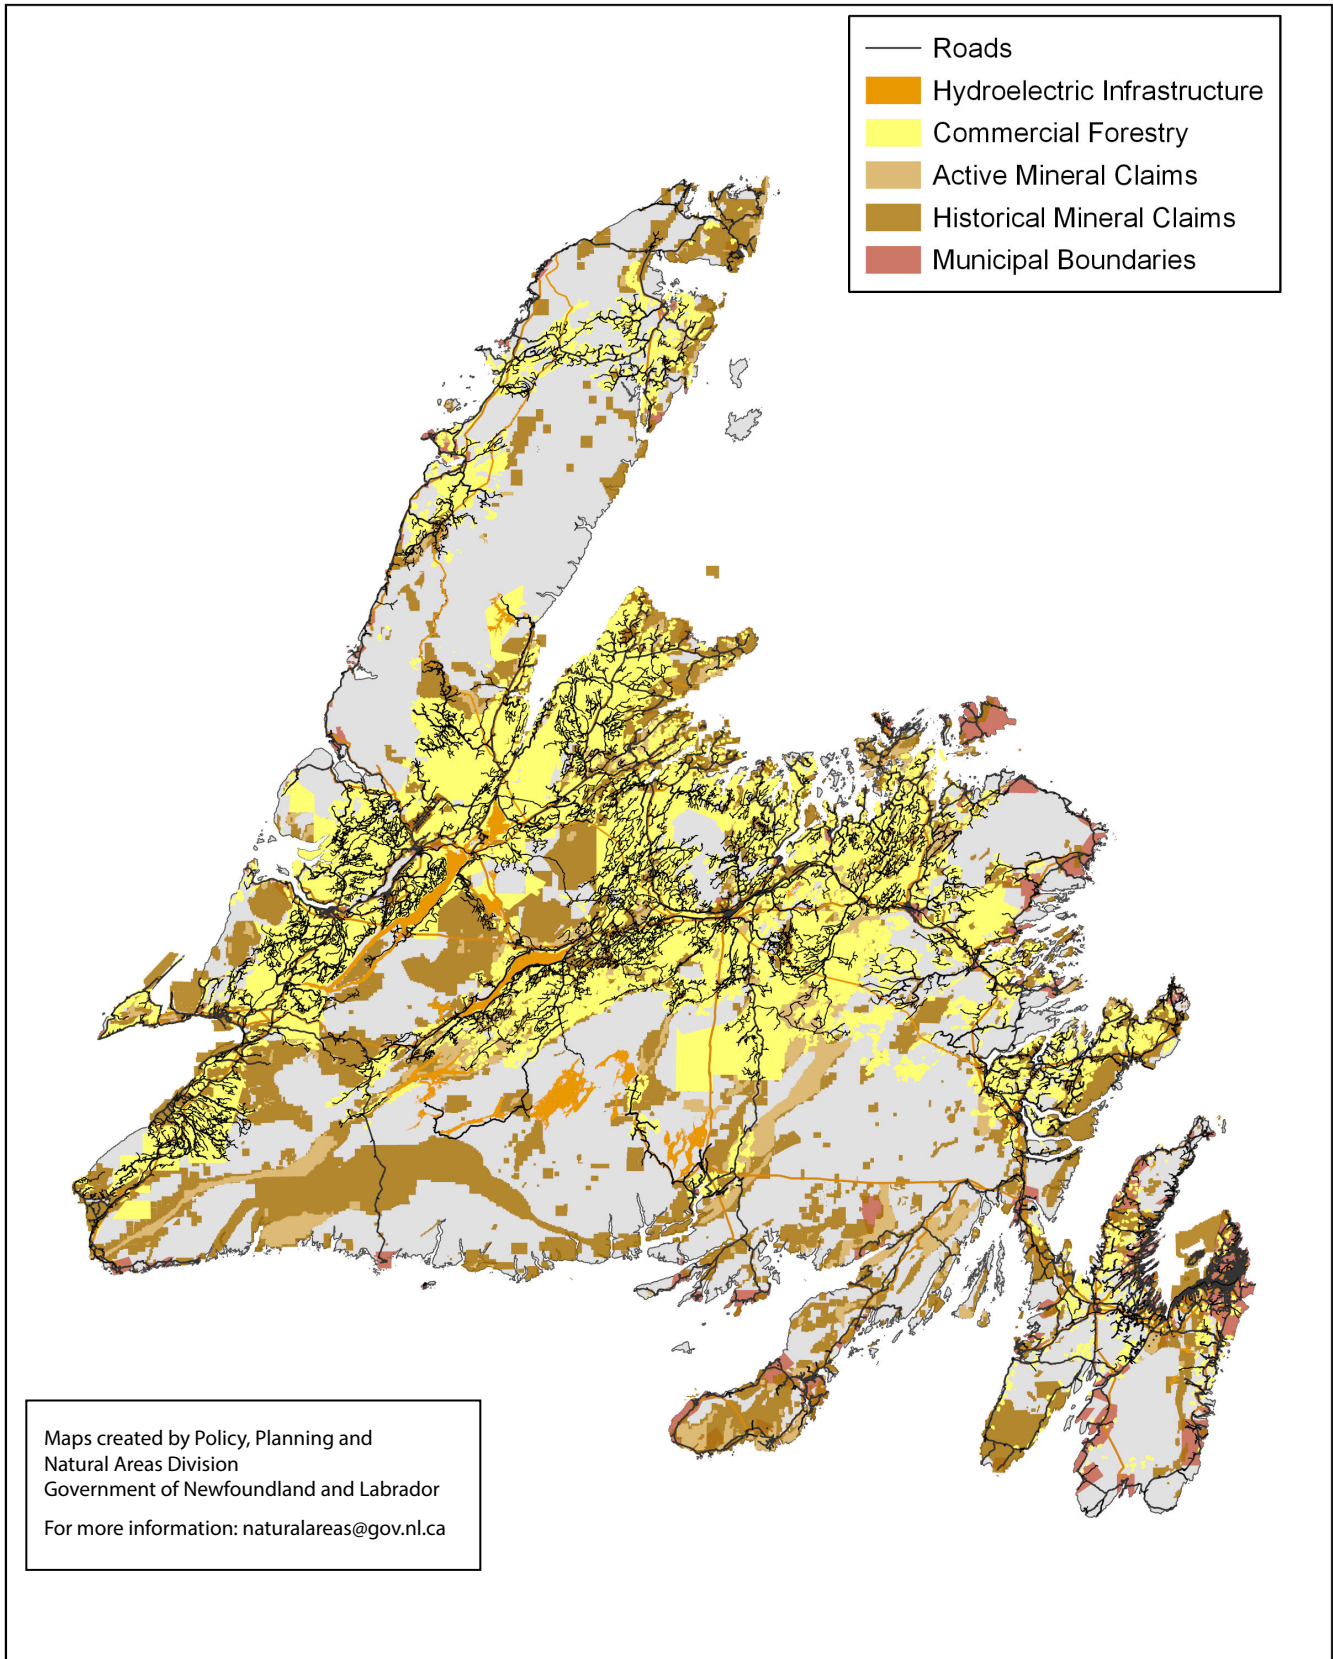 Roads
Hydroelectric Infrastructure
Commercial Forestry
Active Mineral Claims
Historical Mineral Claims
Municipal Boundaries
Maps created by Policy, Planning and
Natural Areas Division
Government of Newfoundland and Labrador
For more information: naturalareas@gov.nl.ca